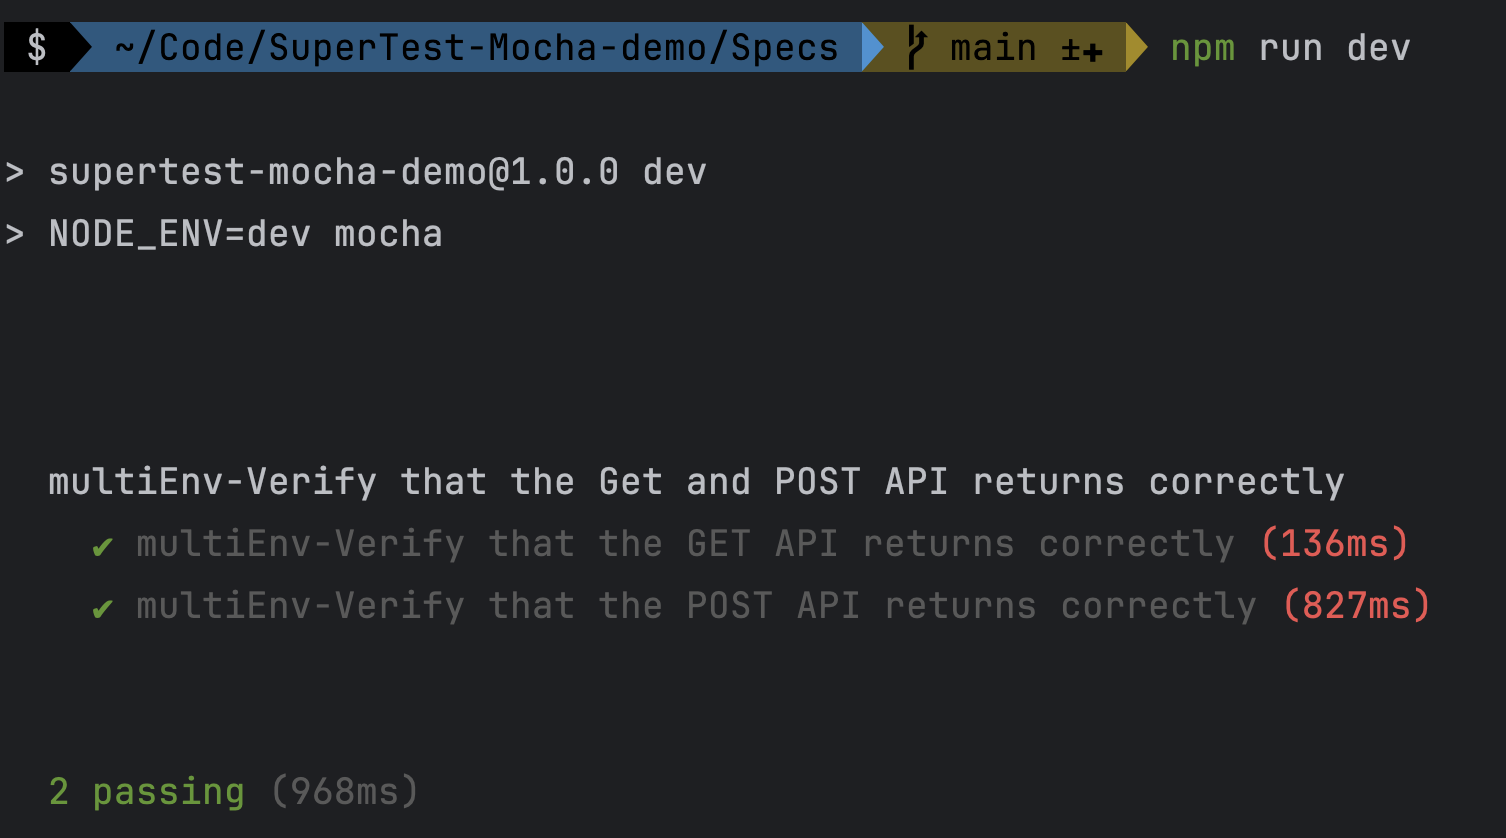 $ ~/Code/SuperTest-Mocha-demo/Specs main ±✚ npm run dev
> supertest-mocha-demo@1.0.0 dev
> NODE_ENV=dev mocha
multiEnv-Verify that the Get and POST API returns correctly
✔ multiEnv-Verify that the GET API returns correctly (136ms)
✔ multiEnv-Verify that the POST API returns correctly (827ms)
2 passing (968ms)